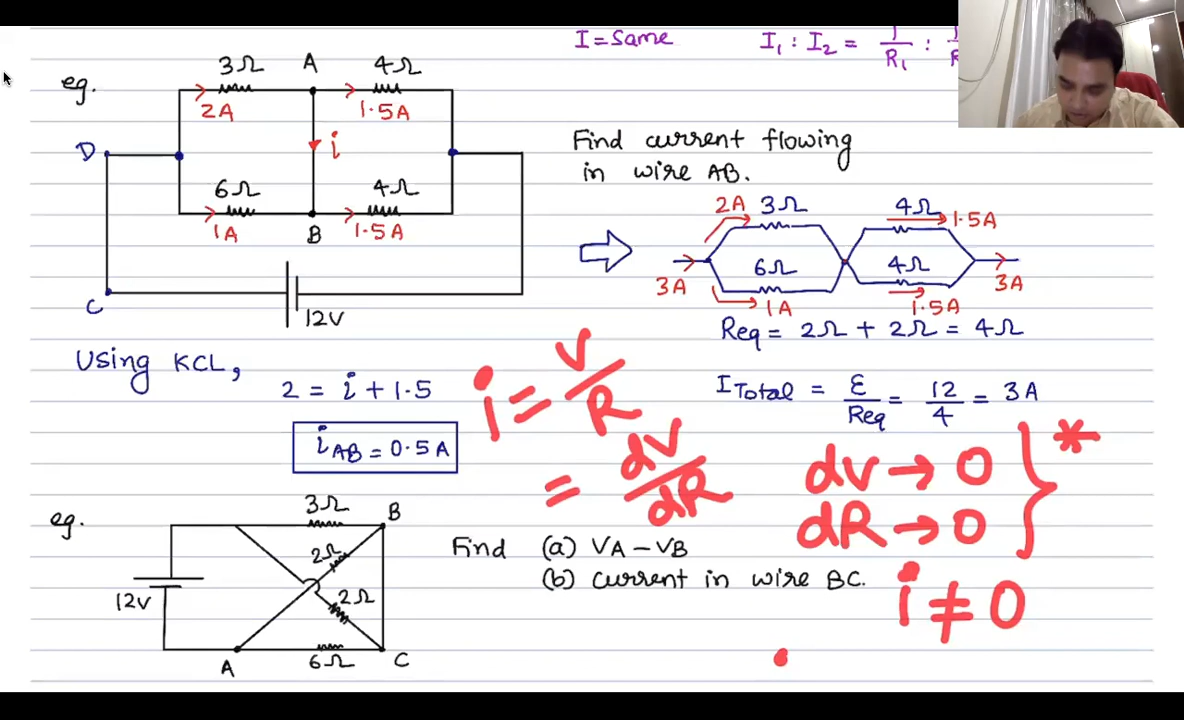 I = Same
I₁ : I₂ = 1/R₁ :
eg.
3Ω A 4Ω
2A 1.5A
D i
6Ω 4Ω
1A B 1.5A
C
12V
Find current flowing
in wire AB.
2A 3Ω 4Ω 1.5A
6Ω 4Ω
3A 1A 1.5A 3A
Req = 2Ω + 2Ω = 4Ω
I Total = ε/Req = 12/4 = 3A
Using KCL,
2 = i + 1.5
i AB = 0.5 A
i = V/R
= dV/dR
dV → 0
dR → 0
} *
i ≠ 0
eg.
3Ω B
2Ω
12V 2Ω
A 6Ω C
Find (a) VA – VB
(b) current in wire BC.